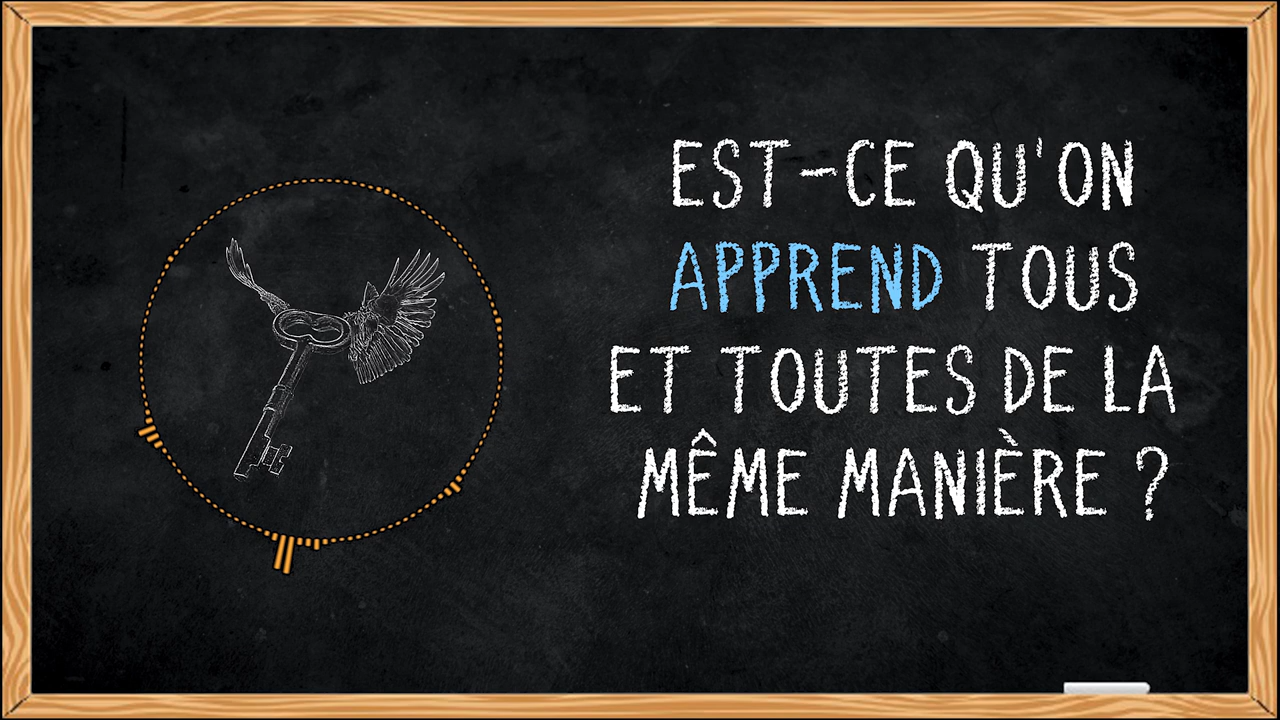 EST-CE QU'ON
APPREND TOUS
ET TOUTES DE LA
MÊME MANIÈRE ?